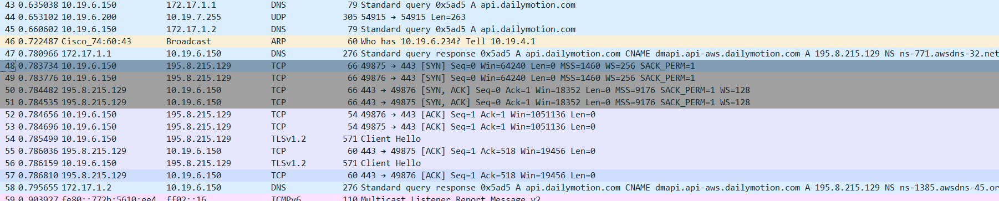 43 0.635038 10.19.6.150 172.17.1.1 DNS 79 Standard query 0x5ad5 A api.dailymotion.com
44 0.653102 10.19.6.200 10.19.7.255 UDP 305 54915 → 54915 Len=263
45 0.660602 10.19.6.150 172.17.1.2 DNS 79 Standard query 0x5ad5 A api.dailymotion.com
46 0.722487 Cisco_74:60:43 Broadcast ARP 60 Who has 10.19.6.234? Tell 10.19.4.1
47 0.780966 172.17.1.1 10.19.6.150 DNS 276 Standard query response 0x5ad5 A api.dailymotion.com CNAME dmapi.api-aws.dailymotion.com A 195.8.215.129 NS ns-771.awsdns-32.net
48 0.783734 10.19.6.150 195.8.215.129 TCP 66 49875 → 443 [SYN] Seq=0 Win=64240 Len=0 MSS=1460 WS=256 SACK_PERM=1
49 0.783776 10.19.6.150 195.8.215.129 TCP 66 49876 → 443 [SYN] Seq=0 Win=64240 Len=0 MSS=1460 WS=256 SACK_PERM=1
50 0.784482 195.8.215.129 10.19.6.150 TCP 66 443 → 49876 [SYN, ACK] Seq=0 Ack=1 Win=18352 Len=0 MSS=9176 SACK_PERM=1 WS=128
51 0.784535 195.8.215.129 10.19.6.150 TCP 66 443 → 49875 [SYN, ACK] Seq=0 Ack=1 Win=18352 Len=0 MSS=9176 SACK_PERM=1 WS=128
52 0.784656 10.19.6.150 195.8.215.129 TCP 54 49876 → 443 [ACK] Seq=1 Ack=1 Win=1051136 Len=0
53 0.784696 10.19.6.150 195.8.215.129 TCP 54 49875 → 443 [ACK] Seq=1 Ack=1 Win=1051136 Len=0
54 0.785499 10.19.6.150 195.8.215.129 TLSv1.2 571 Client Hello
55 0.786036 195.8.215.129 10.19.6.150 TCP 60 443 → 49875 [ACK] Seq=1 Ack=518 Win=19456 Len=0
56 0.786159 10.19.6.150 195.8.215.129 TLSv1.2 571 Client Hello
57 0.786810 195.8.215.129 10.19.6.150 TCP 60 443 → 49876 [ACK] Seq=1 Ack=518 Win=19456 Len=0
58 0.795655 172.17.1.2 10.19.6.150 DNS 276 Standard query response 0x5ad5 A api.dailymotion.com CNAME dmapi.api-aws.dailymotion.com A 195.8.215.129 NS ns-1385.awsdns-45.or
59 0.903927 fe80::772b:5610:ee4 ff02::16 ICMPv6 110 Multicast Listener Report Message v2